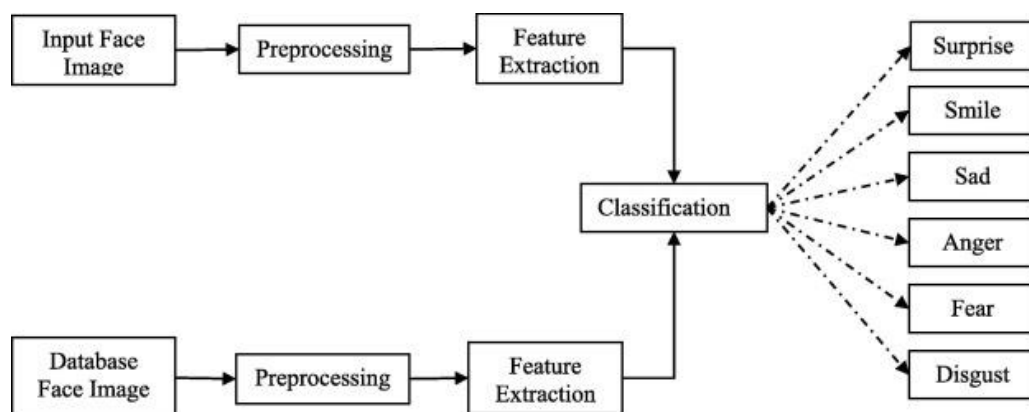 Input Face
Image
Preprocessing
Feature
Extraction
Classification
Surprise
Smile
Sad
Anger
Fear
Disgust
Database
Face Image
Preprocessing
Feature
Extraction